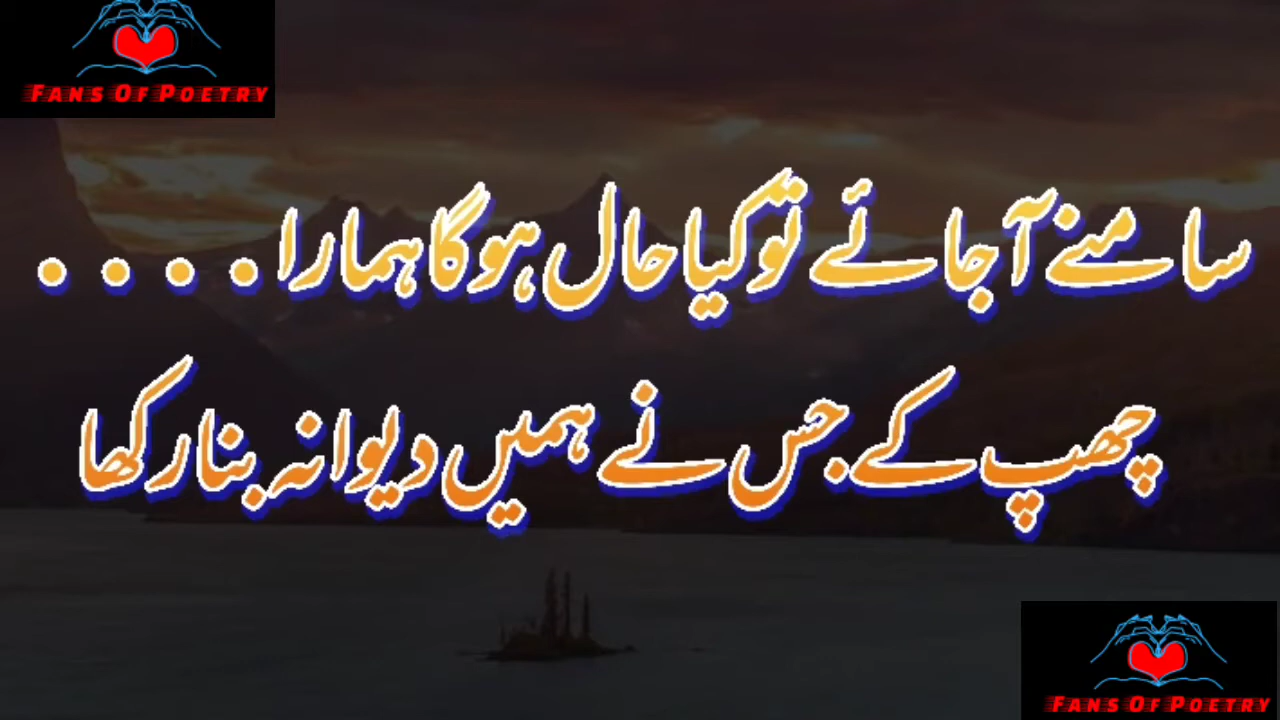 FANS OF POETRY
سامنے آجائے تو کیا حال ہوگا ہمارا . . . .
چھپ کے جس نے ہمیں دیوانہ بنا رکھا
FANS OF POETRY